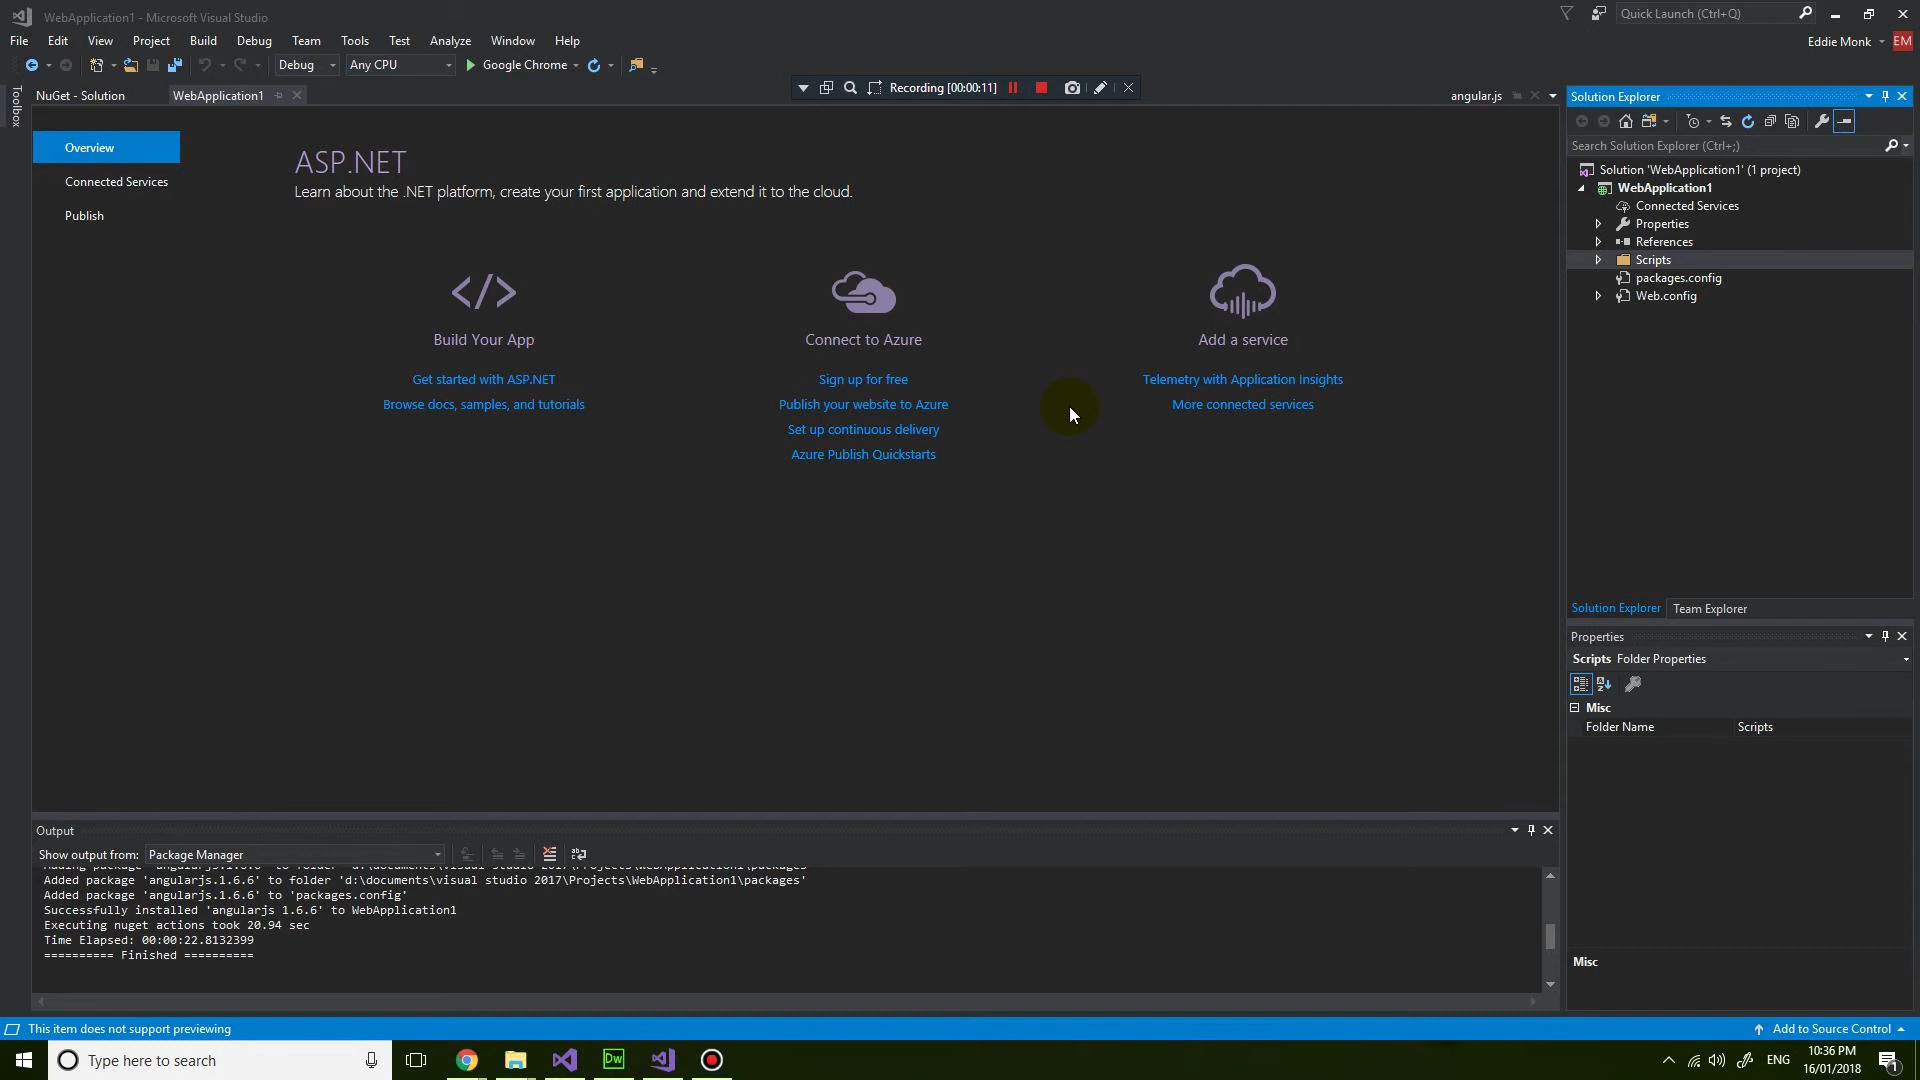 WebApplication1 - Microsoft Visual Studio
Quick Launch (Ctrl+Q)
File Edit View Project Build Debug Team Tools Test Analyze Window Help
Eddie Monk EM
Debug Any CPU Google Chrome
Recording [00:00:11]
Toolbox
NuGet - Solution WebApplication1 angular.js
Overview
Connected Services
Publish
ASP.NET
Learn about the .NET platform, create your first application and extend it to the cloud.
Build Your App
Get started with ASP.NET
Browse docs, samples, and tutorials
Connect to Azure
Sign up for free
Publish your website to Azure
Set up continuous delivery
Azure Publish Quickstarts
Add a service
Telemetry with Application Insights
More connected services
Solution Explorer
Search Solution Explorer (Ctrl+;)
Solution 'WebApplication1' (1 project)
WebApplication1
Connected Services
Properties
References
Scripts
packages.config
Web.config
Solution Explorer Team Explorer
Properties
Scripts Folder Properties
Misc
Folder Name Scripts
Misc
Output
Show output from: Package Manager
Added package 'angularjs.1.6.6' to folder 'd:\documents\visual studio 2017\Projects\WebApplication1\packages'
Added package 'angularjs.1.6.6' to 'packages.config'
Successfully installed 'angularjs 1.6.6' to WebApplication1
Executing nuget actions took 20.94 sec
Time Elapsed: 00:00:22.8132399
========== Finished ==========
This item does not support previewing
Add to Source Control
Type here to search
Dw
ENG
10:36 PM
16/01/2018
1